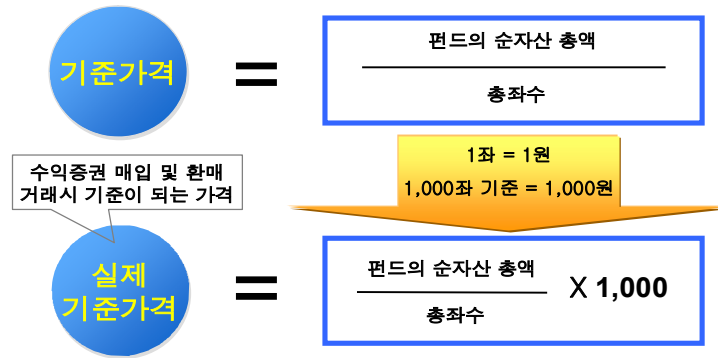 기준가격
=
펀드의 순자산 총액
총좌수
1좌 = 1원
1,000좌 기준 = 1,000원
수익증권 매입 및 환매
거래시 기준이 되는 가격
실제
기준가격
=
펀드의 순자산 총액
총좌수
X 1,000